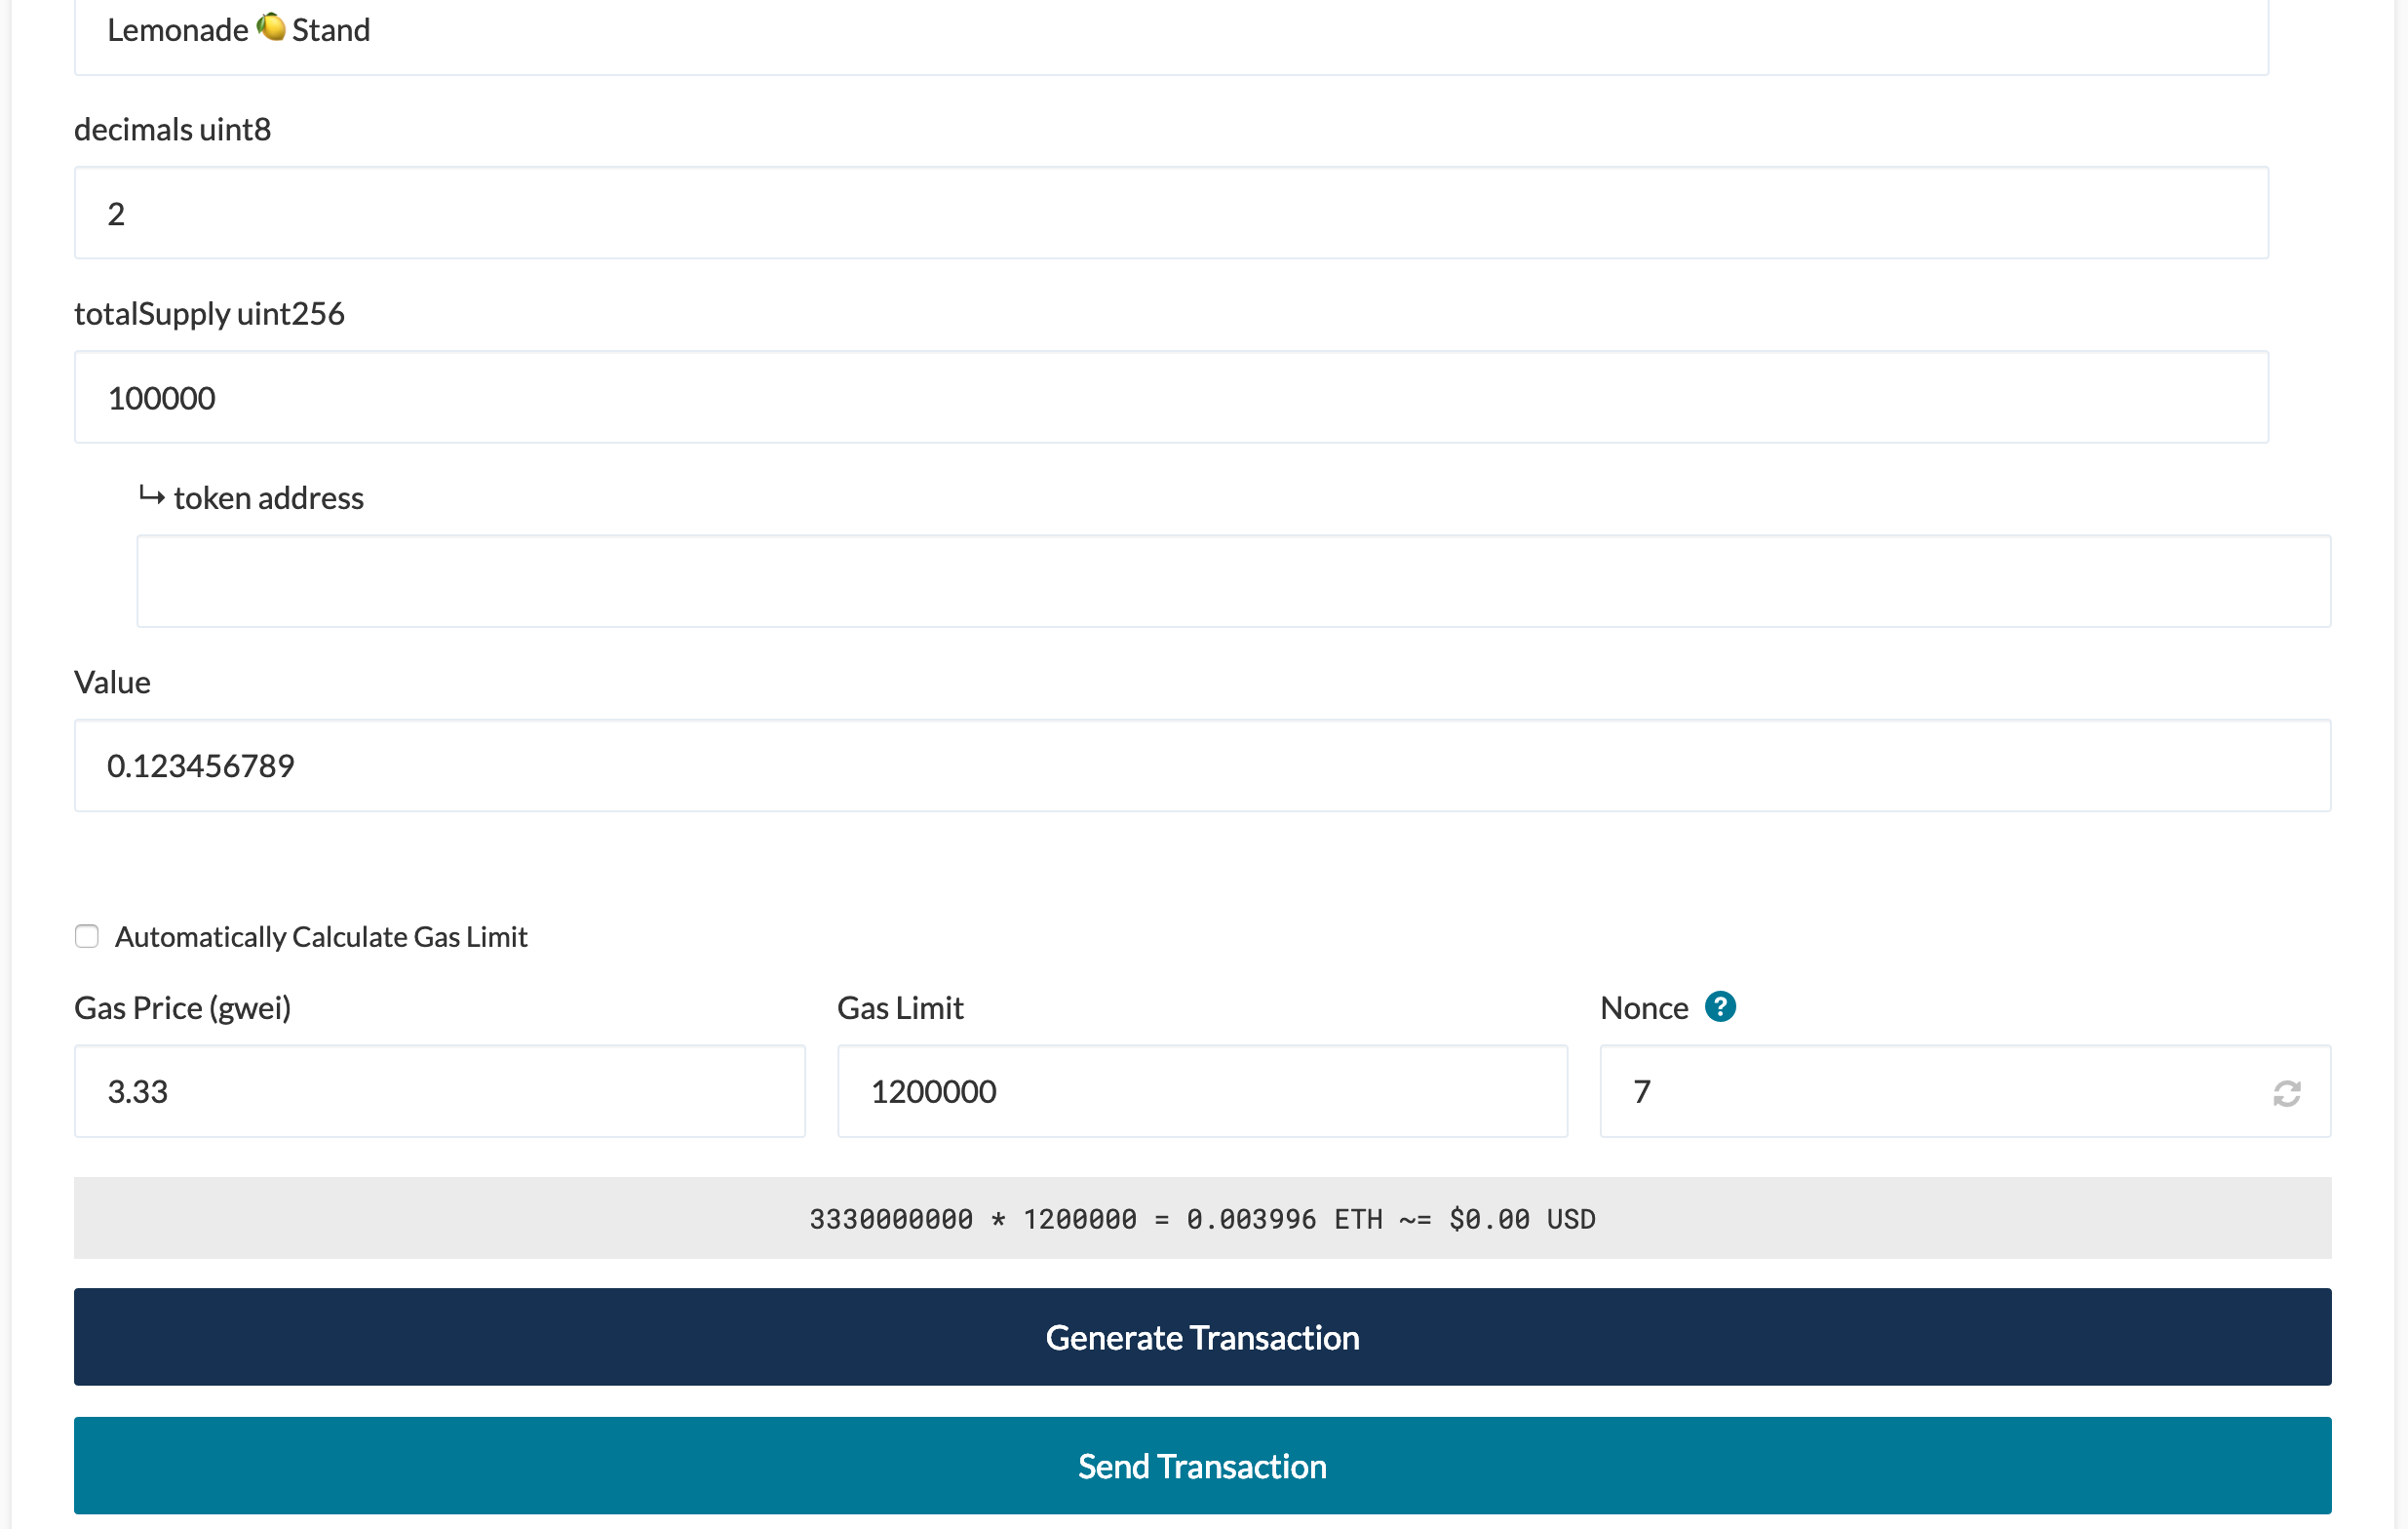 Lemonade 🍋 Stand
decimals uint8
2
totalSupply uint256
100000
↳ token address
Value
0.123456789
Automatically Calculate Gas Limit
Gas Price (gwei)
Gas Limit
Nonce ?
3.33
1200000
7
3330000000 * 1200000 = 0.003996 ETH ~= $0.00 USD
Generate Transaction
Send Transaction